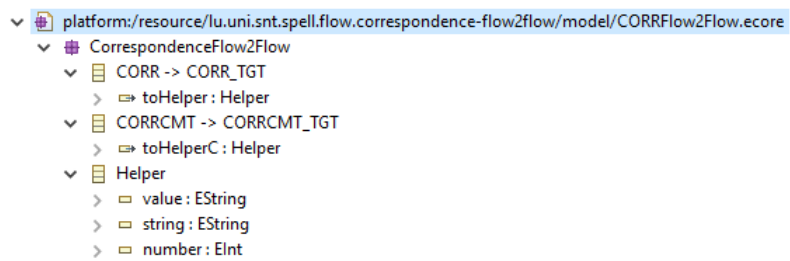 platform:/resource/lu.uni.snt.spell.flow.correspondence-flow2flow/model/CORRFlow2Flow.ecore
CorrespondenceFlow2Flow
CORR -> CORR_TGT
toHelper : Helper
CORRCMT -> CORRCMT_TGT
toHelperC : Helper
Helper
value : EString
string : EString
number : EInt